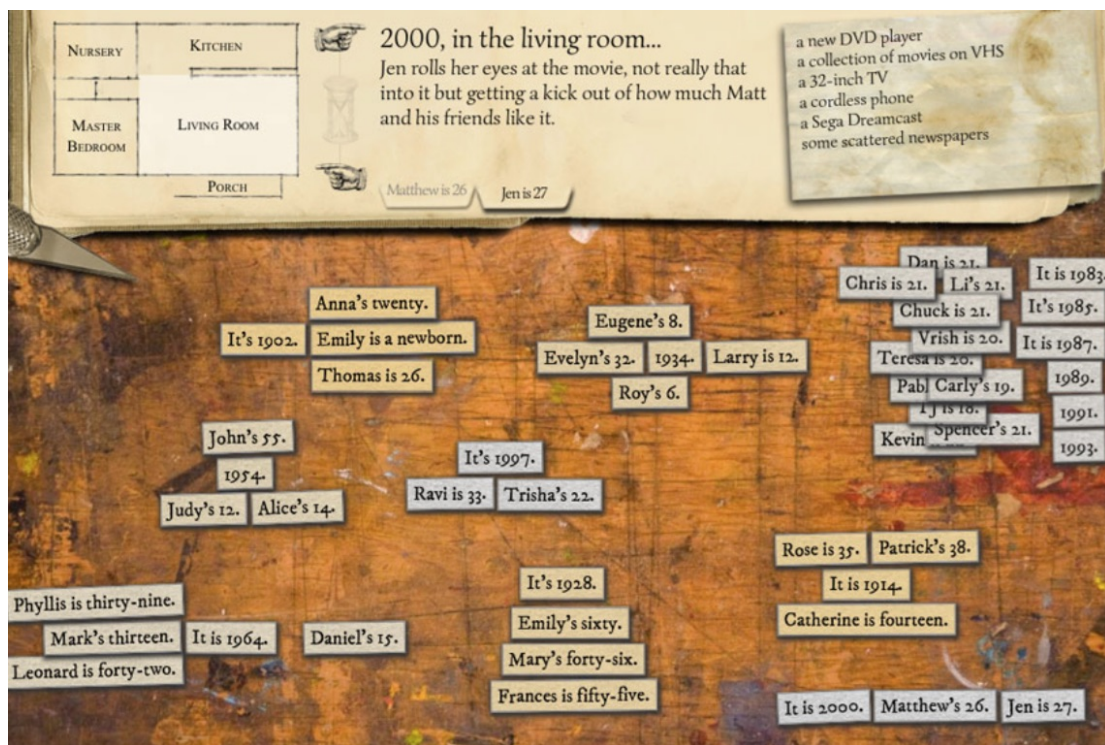 NURSERY
KITCHEN
MASTER
BEDROOM
LIVING ROOM
PORCH
2000, in the living room...
Jen rolls her eyes at the movie, not really that
into it but getting a kick out of how much Matt
and his friends like it.
Matthew is 26
Jen is 27
a new DVD player
a collection of movies on VHS
a 32-inch TV
a cordless phone
a Sega Dreamcast
some scattered newspapers
Dan is 21.
Chris is 21.
Li's 21.
It is 1983.
Chuck is 21.
It's 1985.
Vrish is 20.
It is 1987.
Teresa is 20.
Pab
Carly's 19.
1989.
TJ is 18.
Spencer's 21.
1991.
Kevin
1993.
Anna's twenty.
It's 1902.
Emily is a newborn.
Thomas is 26.
Eugene's 8.
Evelyn's 32.
1934.
Larry is 12.
Roy's 6.
John's 55.
1954.
Judy's 12.
Alice's 14.
It's 1997.
Ravi is 33.
Trisha's 22.
Rose is 35.
Patrick's 38.
It is 1914.
Catherine is fourteen.
It's 1928.
Emily's sixty.
Mary's forty-six.
Frances is fifty-five.
Phyllis is thirty-nine.
Mark's thirteen.
It is 1964.
Daniel's 15.
Leonard is forty-two.
It is 2000.
Matthew's 26.
Jen is 27.